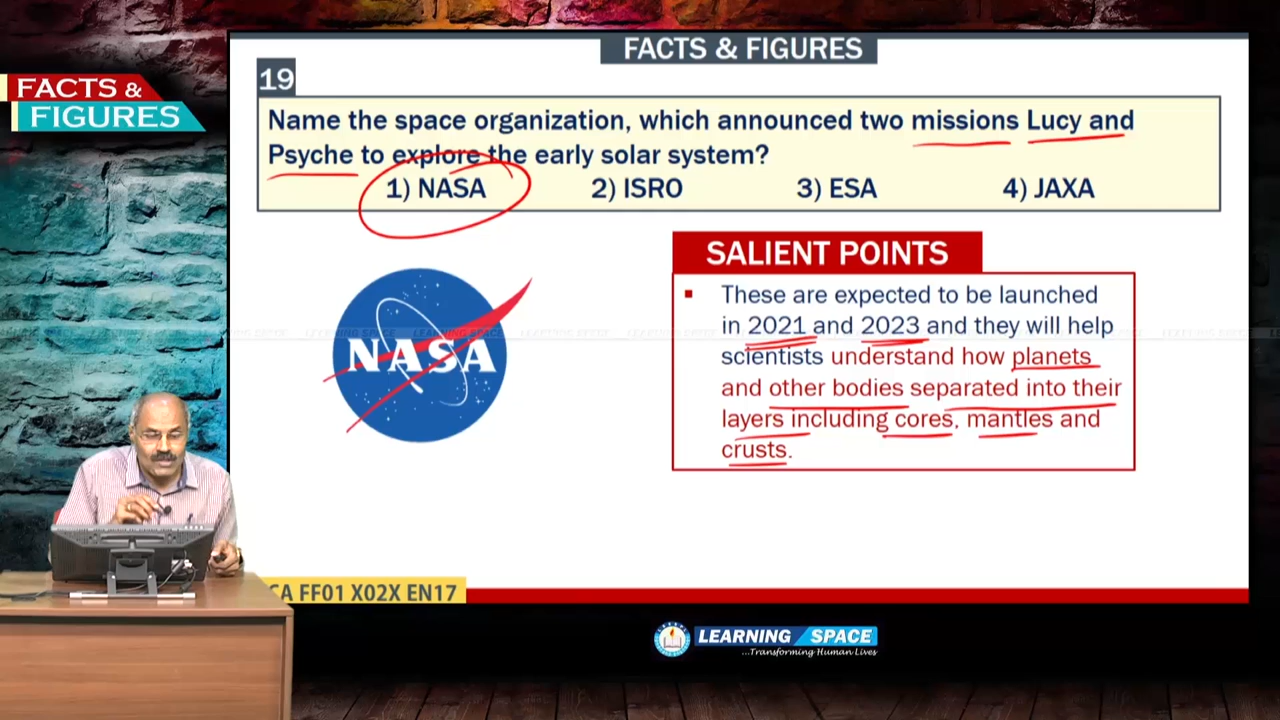 FACTS & FIGURES
FACTS &
FIGURES
19
Name the space organization, which announced two missions Lucy and
Psyche to explore the early solar system?
1) NASA 2) ISRO 3) ESA 4) JAXA
SALIENT POINTS
▪ These are expected to be launched
in 2021 and 2023 and they will help
scientists understand how planets
and other bodies separated into their
layers including cores, mantles and
crusts.
NASA
LEARNING SPACE
CA FF01 X02X EN17
LEARNING SPACE
...Transforming Human Lives